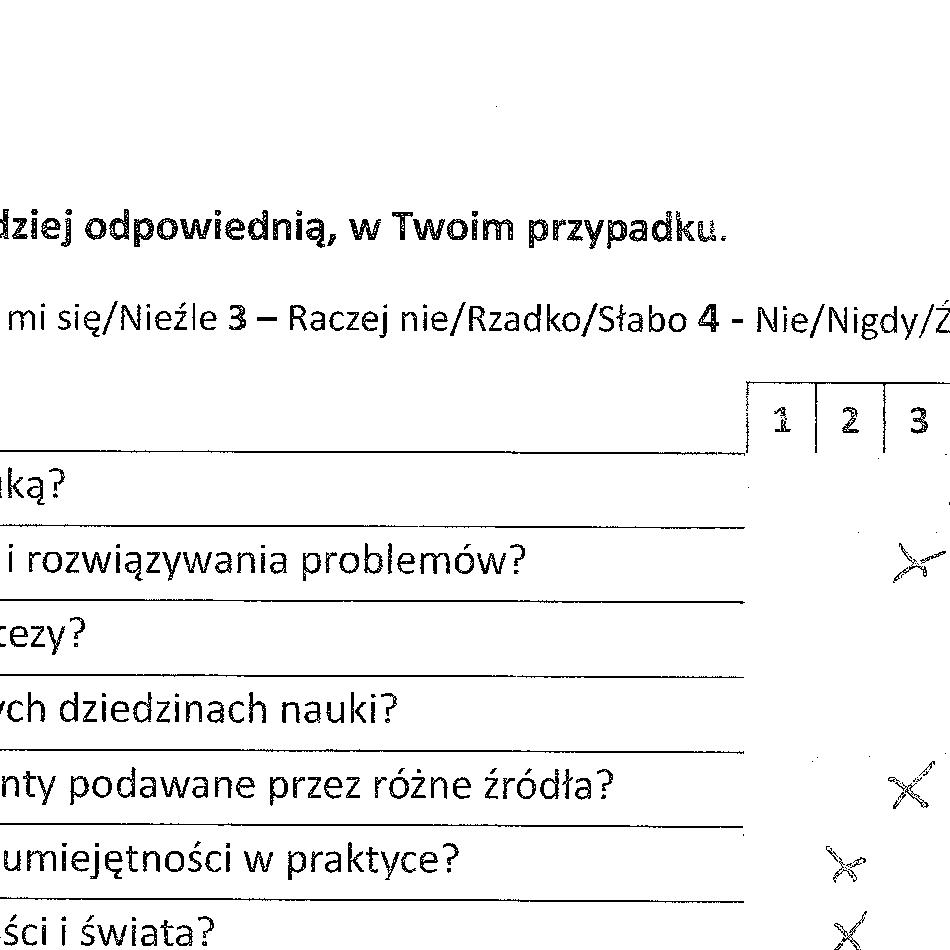 dziej odpowiednią, w Twoim przypadku.
mi się/Nieźle 3 – Raczej nie/Rzadko/Słabo 4 - Nie/Nigdy/Ź
1 2 3
ką?
i rozwiązywania problemów?
tezy?
ych dziedzinach nauki?
nty podawane przez różne źródła?
umiejętności w praktyce?
ści i świata?